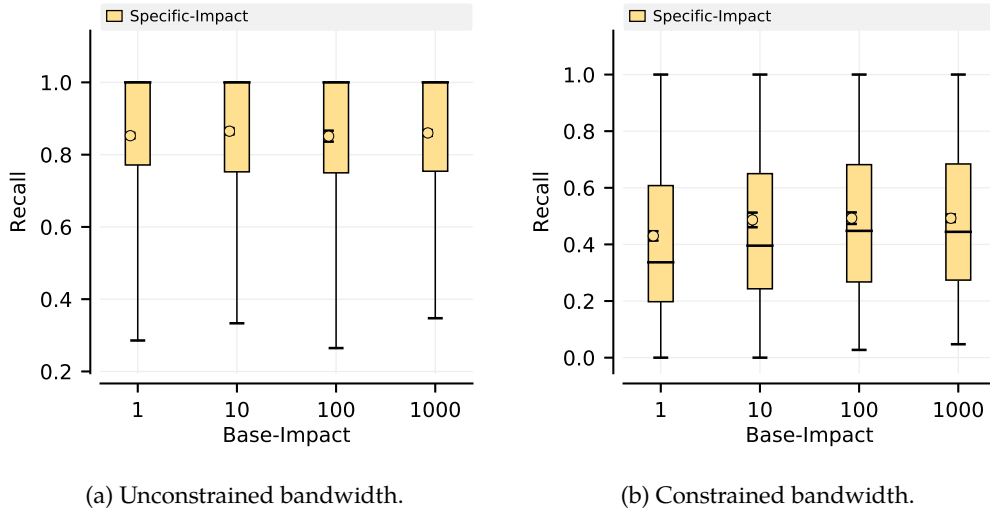 Specific-Impact
Recall
1.0
0.8
0.6
0.4
0.2
1 10 100 1000
Base-Impact
(a) Unconstrained bandwidth.
Specific-Impact
Recall
1.0
0.8
0.6
0.4
0.2
0.0
1 10 100 1000
Base-Impact
(b) Constrained bandwidth.